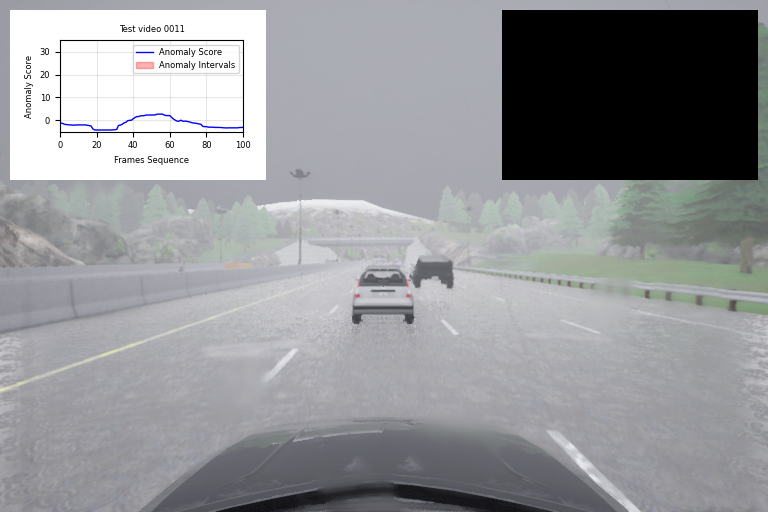 Test video 0011
Anomaly Score
30
20
10
0
Anomaly Score
Anomaly Intervals
0 20 40 60 80 100
Frames Sequence